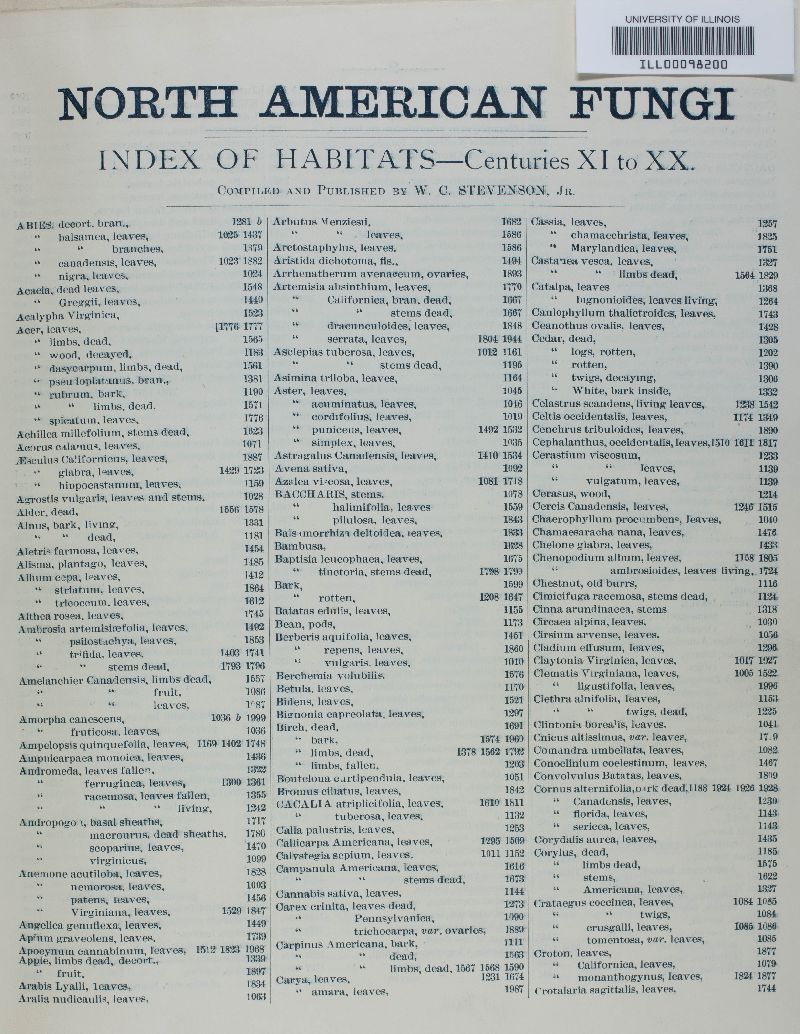 UNIVERSITY OF ILLINOIS
ILL00098200
NORTH AMERICAN FUNGI
INDEX OF HABITATS—Centuries XI to XX.
COMPILED AND PUBLISHED BY W. C. STEVENSON, JR.
ABIES; decort. bran., 1281 b
“ balsamea, leaves, 1025 1437
“ “ branches, 1379
“ canadensis, leaves, 1023 1882
“ nigra, leaves, 1024
Acacia, dead leaves, 1548
“ Greggii, leaves, 1449
Acalypha Virginica, 1523
Acer, leaves, [1776 1777
“ limbs, dead, 1565
“ wood, decayed, 1183
“ dasycarpum, limbs, dead, 1561
“ pseudoplatanus, bran., 1381
“ rubrum, bark, 1190
“ “ limbs, dead, 1571
“ spicatum, leaves, 1776
Achillea millefolium, stems dead, 1523
Acorus calamus, leaves, 1071
Æsculus Californicus, leaves, 1887
“ glabra, leaves, 1429 1723
“ hippocastanum, leaves, 1159
Agrostis vulgaris, leaves and stems, 1028
Alder, dead, 1556 1578
Alnus, bark, living, 1331
“ “ dead, 1181
Aletris farinosa, leaves, 1454
Alisma, plantago, leaves, 1485
Allium cepa, leaves, 1412
“ striatum, leaves, 1864
“ tricoccum, leaves, 1612
Althea rosea, leaves, 1745
Ambrosia artemisiæfolia, leaves, 1492
“ psilostachya, leaves, 1853
“ trifida, leaves, 1403 1741
“ “ stems dead, 1793 1796
Amelanchier Canadensis, limbs dead, 1557
“ “ fruit, 1086
“ “ leaves,
Amorpha canescens, 1036 b 1999
“ fruticosa, leaves, 1036
Ampelopsis quinquefolia, leaves, 1169 1402 1748
Amphicarpaea monoica, leaves, 1436
Andromeda, leaves fallen, 1322
“ ferruginea, leaves, 1300 1361
“ racemosa, leaves fallen, 1355
“ “ “ living, 1242
Andropogon, basal sheaths, 1717
“ macrourus, dead sheaths, 1780
“ scoparius, leaves, 1470
“ virginicus, 1099
Anemone acutiloba, leaves, 1828
“ nemorosa, leaves, 1003
“ patens, leaves, 1456
“ Virginiana, leaves, 1529 1847
Angelica genuflexa, leaves, 1449
Apium graveolens, leaves, 1739
Apocynum cannabinum, leaves, 1512 1823 1968
Apple, limbs dead, decort., 1339
“ fruit, 1897
Arabis Lyalli, leaves, 1834
Aralia nudicaulis, leaves, 1063
Arbutus Menziesii, 1682
“ “ leaves, 1586
Arctostaphylus, leaves, 1586
Aristida dichotoma, fls., 1494
Arrhenatherum avenaceum, ovaries, 1893
Artemisia absinthium, leaves, 1770
“ Californica, bran. dead, 1667
“ “ stems dead, 1667
“ dracunculoides, leaves, 1848
“ serrata, leaves, 1804 1944
Asclepias tuberosa, leaves, 1012 1161
“ “ stems dead, 1195
Asimina triloba, leaves, 1164
Aster, leaves, 1045
“ acuminatus, leaves, 1016
“ cordifolius, leaves, 1019
“ puniceus, leaves, 1492 1532
“ simplex, leaves, 1035
Astragalus Canadensis, leaves, 1410 1534
Avena sativa, 1092
Azalea viscosa, leaves, 1081 1718
BACCHARIS, stems, 1378
“ halimifolia, leaves 1559
“ pilulosa, leaves, 1843
Balsamorrhiza deltoidea, leaves, 1833
Bambusa, 1628
Baptisia leucophaea, leaves, 1675
“ tinctoria, stems dead, 1798 1799
Bark, 1599
“ rotten, 1208 1647
Batatas edulis, leaves, 1155
Bean, pods, 1173
Berberis aquifolia, leaves, 1451
“ repens, leaves, 1860
“ vulgaris, leaves, 1010
Berchemia volubilis, 1576
Betula, leaves, 1170
Bidens, leaves, 1521
Bignonia capreolata, leaves, 1297
Birch, dead, 1691
“ bark, 1574 1969
“ limbs, dead, 1378 1562 1792
“ limbs, fallen, 1203
Bouteloua curtipendula, leaves, 1051
Bromus ciliatus, leaves, 1842
CACALIA atriplicifolia, leaves, 1610 1811
“ tuberosa, leaves, 1132
Calla palustris, leaves, 1253
Callicarpa Americana, leaves, 1295 1509
Calystegia sepium, leaves, 1011 1152
Campanula Americana, leaves, 1616
“ “ stems dead, 1673
Cannabis sativa, leaves, 1144
Carex crinita, leaves dead, 1273
“ Pennsylvanica, 1090
“ trichocarpa, var. ovaries, 1889
Carpinus Americana, bark, 1111
“ “ dead, 1563
“ “ limbs, dead, 1567 1568 1590
Carya, leaves, 1231 1674
“ amara, leaves, 1987
Cassia, leaves, 1257
“ chamaechrista, leaves, 1825
“ Marylandica, leaves, 1751
Castanea vesca, leaves, 1327
“ “ limbs dead, 1564 1829
Catalpa, leaves 1368
“ bignonioides, leaves living, 1264
Caulophyllum thalictroides, leaves, 1743
Ceanothus ovalis, leaves, 1428
Cedar, dead, 1305
“ logs, rotten, 1202
“ rotten, 1390
“ twigs, decaying, 1306
“ White, bark inside, 1332
Celastrus scandens, living leaves, 1238 1542
Celtis occidentalis, leaves, 1174 1349
Cenchrus tribuloides, leaves, 1890
Cephalanthus, occidentalis, leaves, 1510 1611 1817
Cerastium viscosum, 1233
“ “ leaves, 1139
“ vulgatum, leaves, 1139
Cerasus, wood, 1214
Cercis Canadensis, leaves, 1246 1515
Chaerophyllum procumbens, leaves, 1040
Chamaesaracha nana, leaves, 1476
Chelone glabra, leaves, 1433
Chenopodium album, leaves, 1158 1805
“ ambrosioides, leaves living, 1724
Chestnut, old burrs, 1116
Cimicifuga racemosa, stems dead, 1124
Cinna arundinacea, stems 1318
Circaea alpina, leaves, 1030
Cirsium arvense, leaves. 1056
Cladium effusum, leaves, 1296
Claytonia Virginica, leaves, 1017 1927
Clematis Virginiana, leaves, 1005 1522
“ ligustifolia, leaves, 1996
Clethra alnifolia, leaves, 1153
“ “ twigs, dead, 1225
Clintonia borealis, leaves. 1041
Cnicus altissimus, var. leaves,
Comandra umbellata, leaves, 1082
Conoclinium coelestinum, leaves, 1467
Convolvulus Batatas, leaves, 1809
Cornus alternifolia, bark dead, 1188 1924 1926 1928
“ Canadensis, leaves, 1230
“ florida, leaves, 1143
“ sericea, leaves, 1143
Corydalis aurea, leaves, 1435
Corylus, dead, 1185
“ limbs dead, 1575
“ stems, 1622
“ Americana, leaves, 1327
Crataegus coccinea, leaves, 1084 1085
“ “ twigs, 1084
“ crusgalli, leaves, 1085 1086
“ tomentosa, var. leaves, 1085
Croton, leaves, 1877
“ Californica, leaves, 1079
“ monanthogynus, leaves, 1824 1877
Crotalaria sagittalis, leaves, 1744